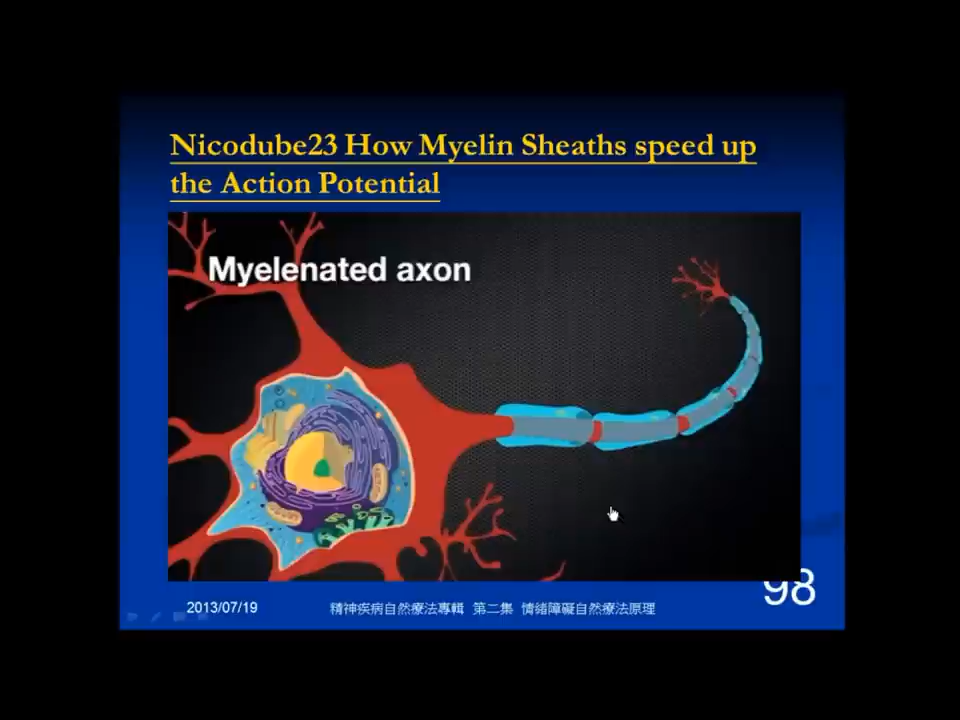 Nicodube23 How Myelin Sheaths speed up
the Action Potential
Myelenated axon
98
2013/07/19 精神疾病自然療法專輯 第二集 情緒障礙自然療法原理